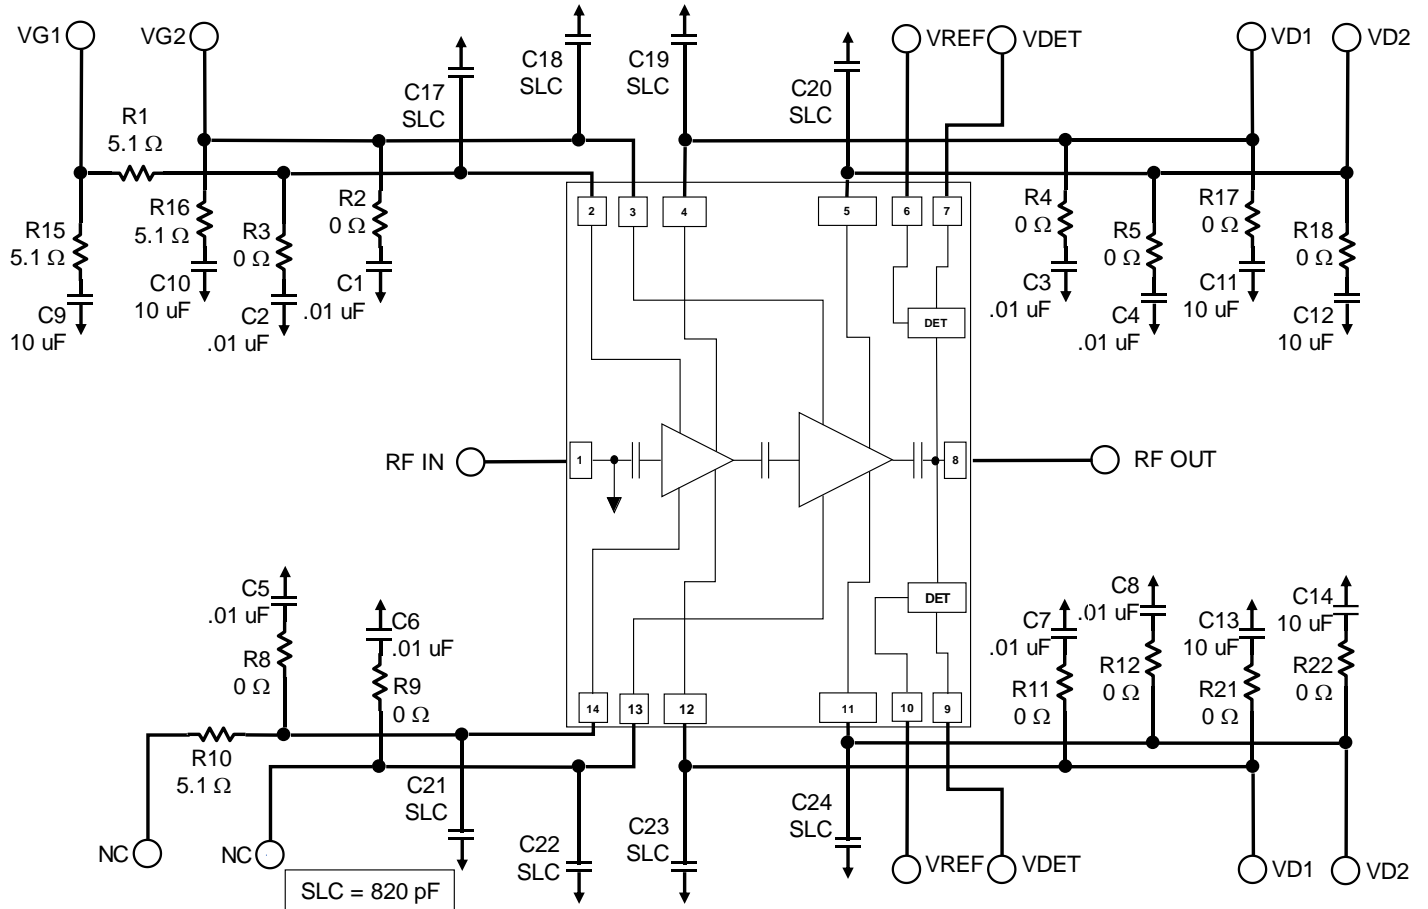 VG1
VG2
C18
SLC
C19
SLC
VREF
VDET
VD1
VD2
C17
SLC
C20
SLC
R1
5.1 Ω
R16
5.1 Ω
R3
0 Ω
R2
0 Ω
R15
5.1 Ω
C10
10 uF
C9
10 uF
C2
.01 uF
C1
.01 uF
2
3
4
5
6
7
R4
0 Ω
R5
0 Ω
R17
0 Ω
R18
0 Ω
C3
.01 uF
C4
.01 uF
C11
10 uF
C12
10 uF
DET
RF IN
1
8
RF OUT
DET
C5
.01 uF
C6
.01 uF
R8
0 Ω
R9
0 Ω
R10
5.1 Ω
14
13
12
11
10
9
C7
.01 uF
C8
.01 uF
C13
10 uF
C14
10 uF
R11
0 Ω
R12
0 Ω
R21
0 Ω
R22
0 Ω
C21
SLC
C22
SLC
C23
SLC
C24
SLC
NC
NC
VREF
VDET
VD1
VD2
SLC = 820 pF